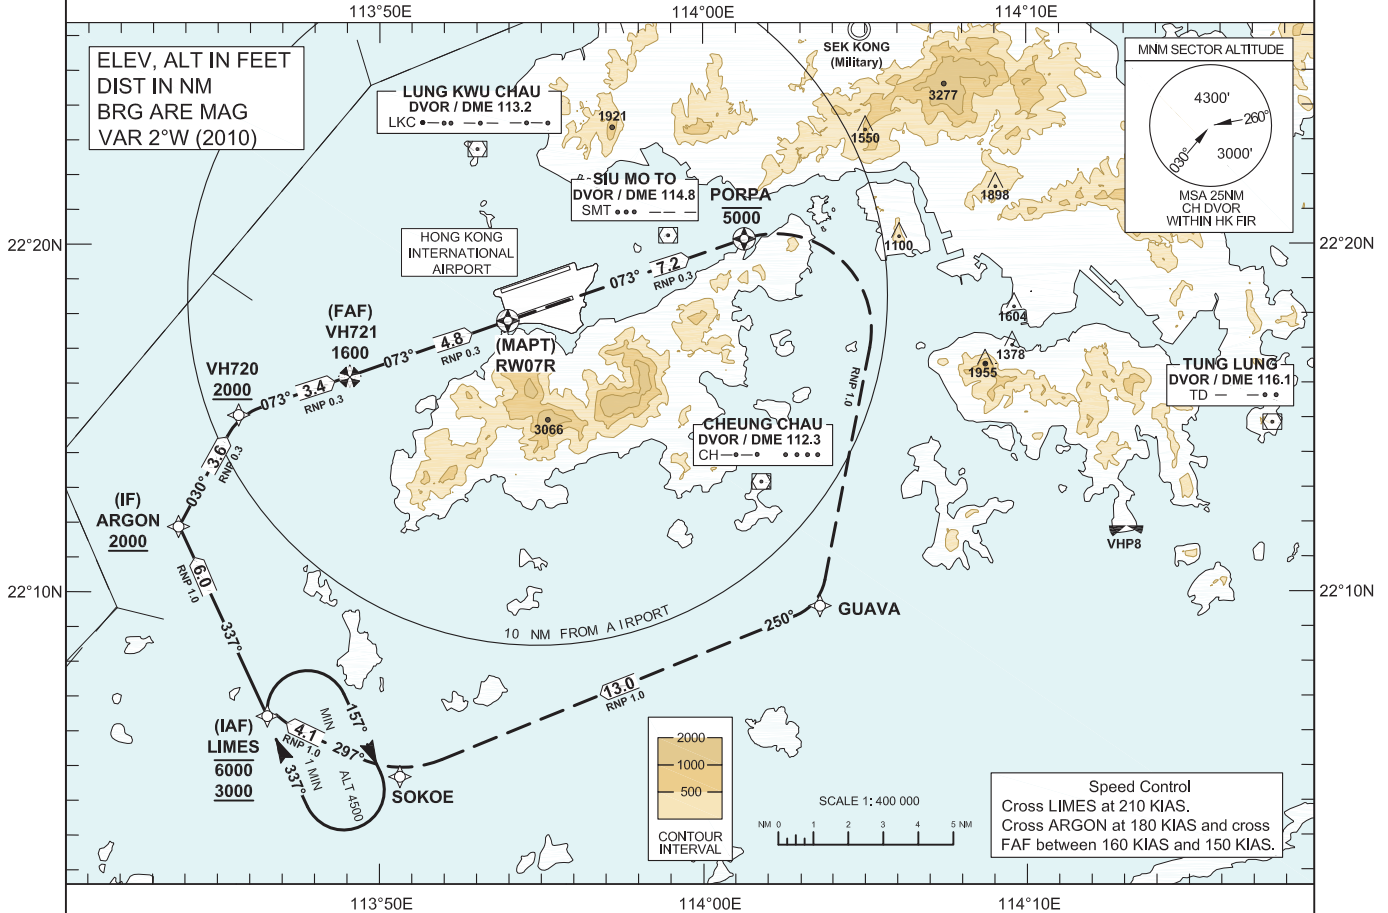 113°50E
114°00E
114°10E
ELEV, ALT IN FEET
DIST IN NM
BRG ARE MAG
VAR 2°W (2010)
LUNG KWU CHAU
DVOR / DME 113.2
LKC
1921
SEK KONG
(Military)
3277
1550
MNM SECTOR ALTITUDE
4300'
260°
030°
3000'
MSA 25NM
CH DVOR
WITHIN HK FIR
SIU MO TO
DVOR / DME 114.8
SMT
PORPA
5000
1898
1100
22°20N
22°20N
HONG KONG
INTERNATIONAL
AIRPORT
073° - 7.2
RNP 0.3
(FAF)
VH721
1600
073° 4.8
RNP 0.3
(MAPT)
RW07R
1604
1378
1955
VH720
2000
073° - 3.4
RNP 0.3
RNP 1.0
TUNG LUNG
DVOR / DME 116.1
TD
3066
CHEUNG CHAU
DVOR / DME 112.3
CH
030° - 3.6
RNP 0.3
(IF)
ARGON
2000
VHP8
6.0
RNP 1.0
337°
22°10N
22°10N
GUAVA
250°
10 NM FROM AIRPORT
13.0
RNP 1.0
(IAF)
LIMES
6000
3000
157°
MIN
4.1 - 297°
RNP 1.0
1 MIN
337°
ALT 4500
SOKOE
2000
1000
500
CONTOUR
INTERVAL
SCALE 1: 400 000
NM 0 1 2 3 4 5 NM
Speed Control
Cross LIMES at 210 KIAS.
Cross ARGON at 180 KIAS and cross
FAF between 160 KIAS and 150 KIAS.
113°50E
114°00E
114°10E